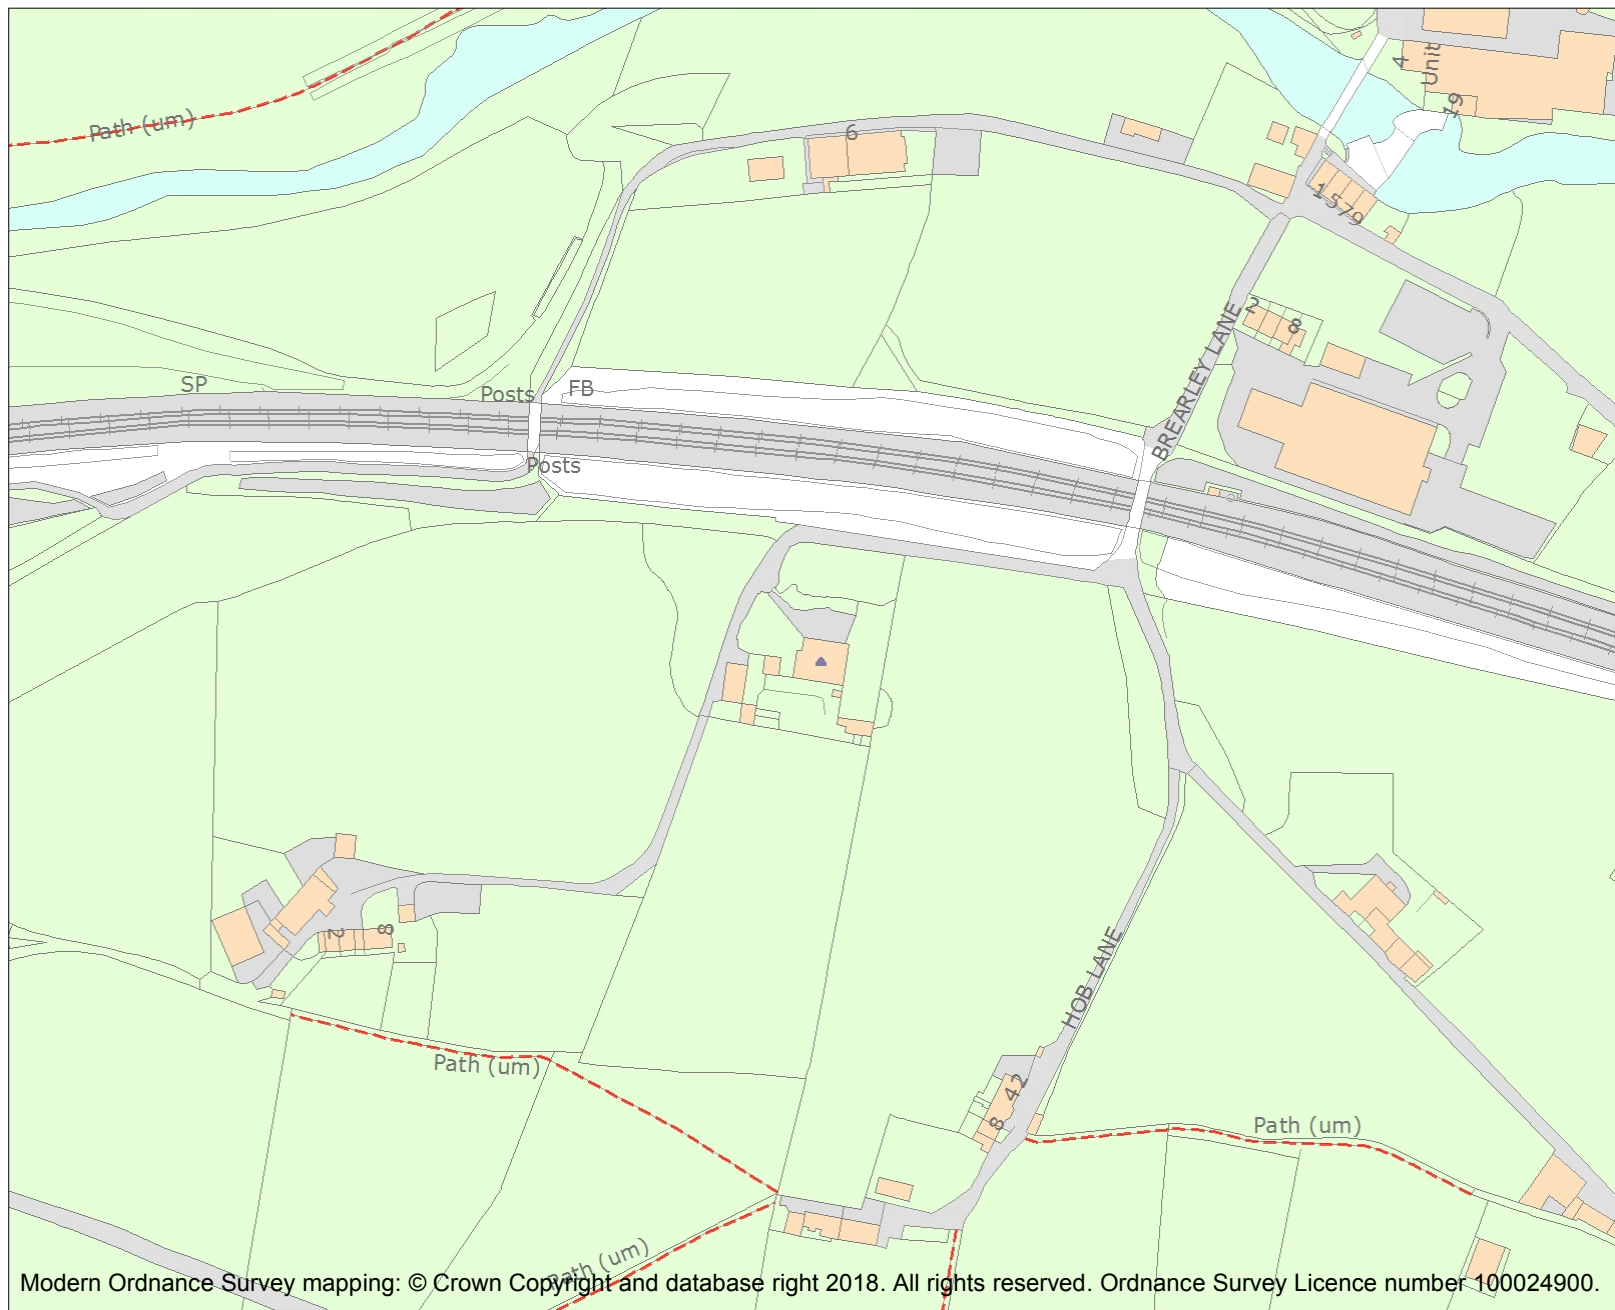 4
Unit
19
Path (um)
6
1 5 7 9
2
8
BREARLEY LANE
SP
Posts
FB
Posts
2
8
HOB LANE
Path (um)
42
8
Path (um)
Path (um)
Modern Ordnance Survey mapping: © Crown Copyright and database right 2018. All rights reserved. Ordnance Survey Licence number 100024900.